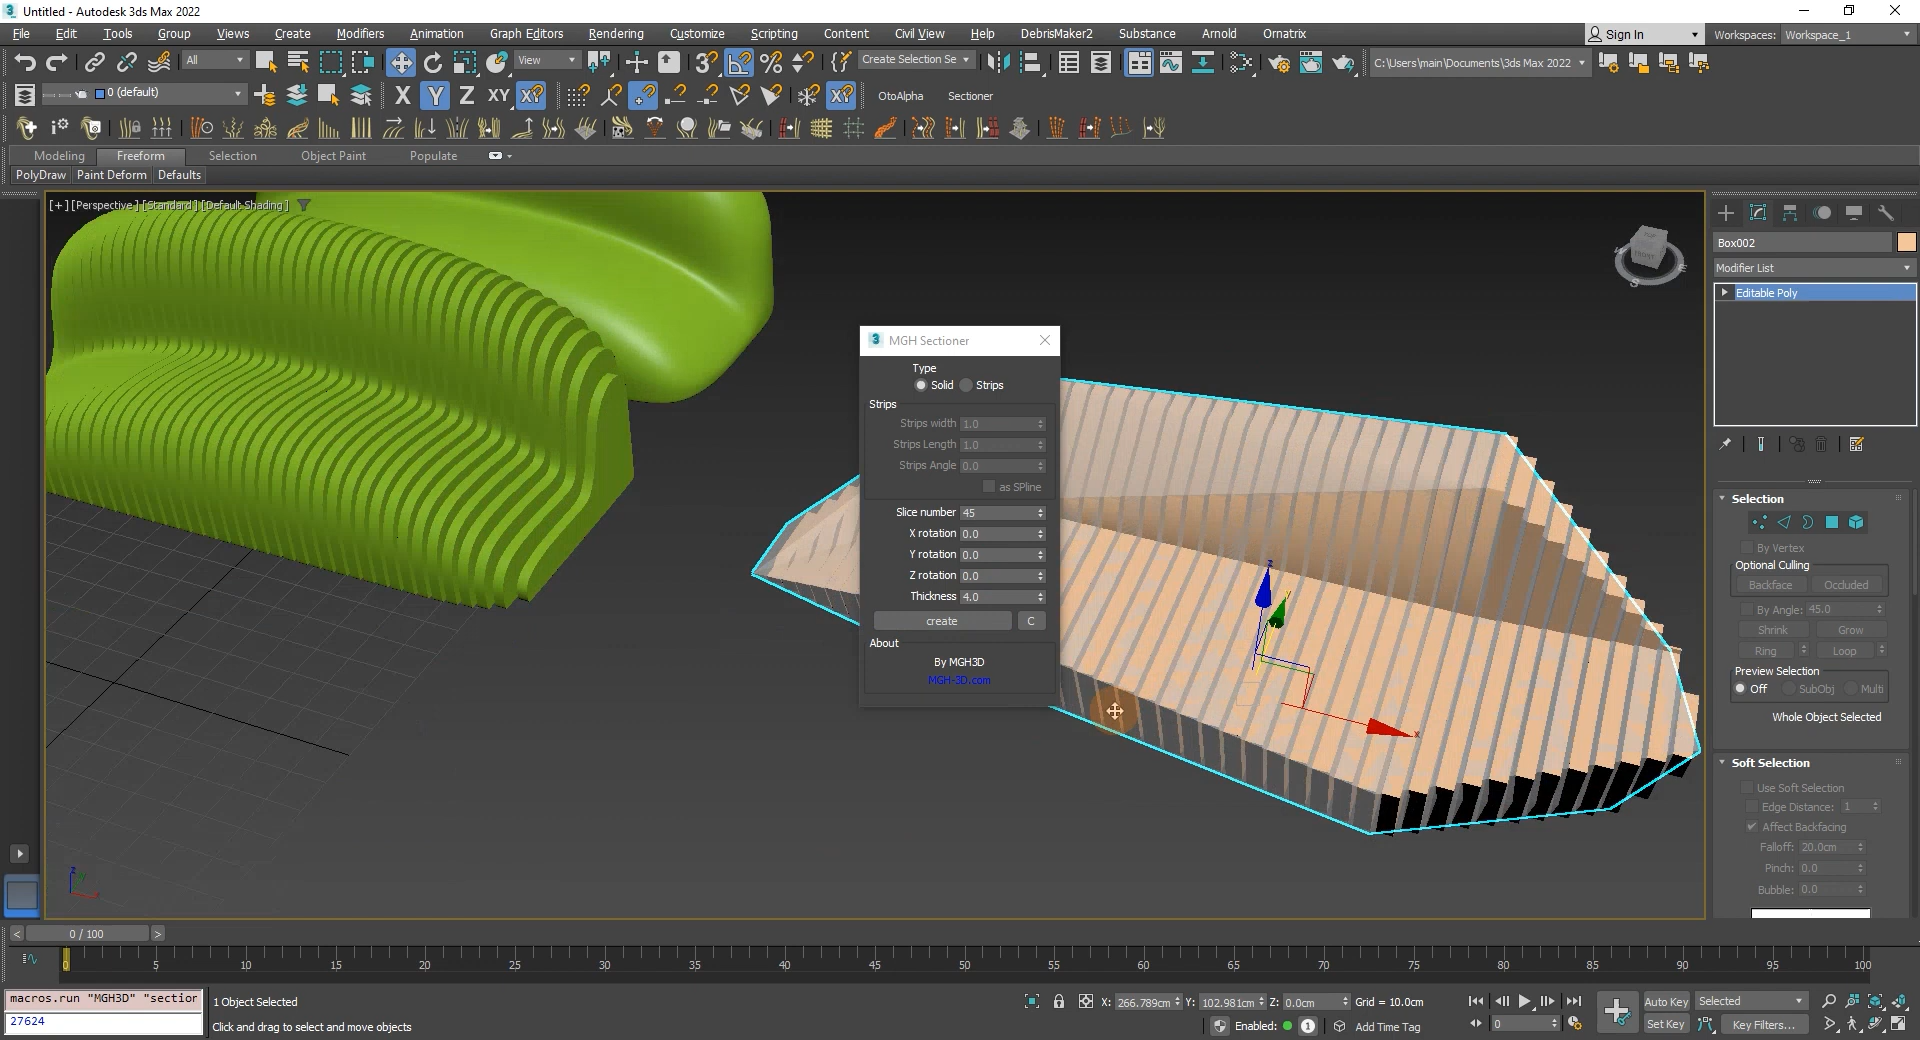 Untitled - Autodesk 3ds Max 2022
File Edit Tools Group Views Create Modifiers Animation Graph Editors Rendering Customize Scripting Content Civil View Help DebrisMaker2 Substance Arnold Ornatrix Sign In Workspaces: Workspace_1
All View Create Selection Se C:\Users\main\Documents\3ds Max 2022
0 (default) X Y Z XY XY XY OtoAlpha Sectioner
Modeling Freeform Selection Object Paint Populate
PolyDraw Paint Deform Defaults
[+] [Perspective] [Standard] [Default Shading]
FRONT
S
MGH Sectioner
Type
Solid Strips
Strips
Strips width 1.0
Strips Length 1.0
Strips Angle 0.0
as SPline
Slice number 45
X rotation 0.0
Y rotation 0.0
Z rotation 0.0
Thickness 4.0
create C
About
By MGH3D
MGH-3D.com
z
x
Box002
Modifier List
Editable Poly
Selection
By Vertex
Optional Culling
Backface Occluded
By Angle: 45.0
Shrink Grow
Ring Loop
Preview Selection
Off SubObj Multi
Whole Object Selected
Soft Selection
Use Soft Selection
Edge Distance: 1
Affect Backfacing
Falloff: 20.0cm
Pinch: 0.0
Bubble: 0.0
z
< 0 / 100 >
0 5 10 15 20 25 30 35 40 45 50 55 60 65 70 75 80 85 90 95 100
macros.run "MGH3D" "section
27624
1 Object Selected
Click and drag to select and move objects
X: 266.789cm Y: 102.981cm Z: 0.0cm Grid = 10.0cm
Enabled: 1 Add Time Tag
0
Auto Key Selected
Set Key Key Filters...